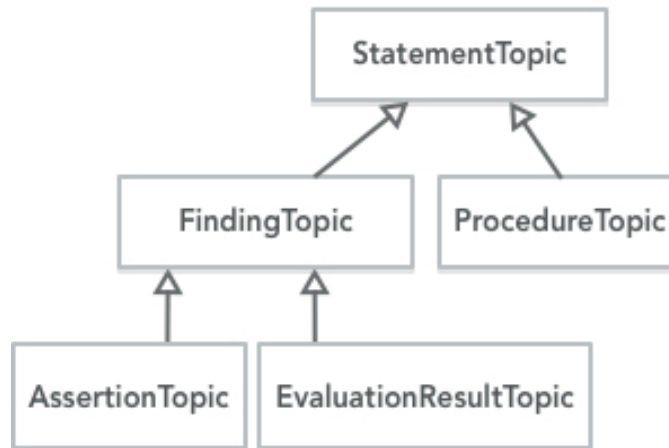 StatementTopic
FindingTopic
ProcedureTopic
AssertionTopic
EvaluationResultTopic